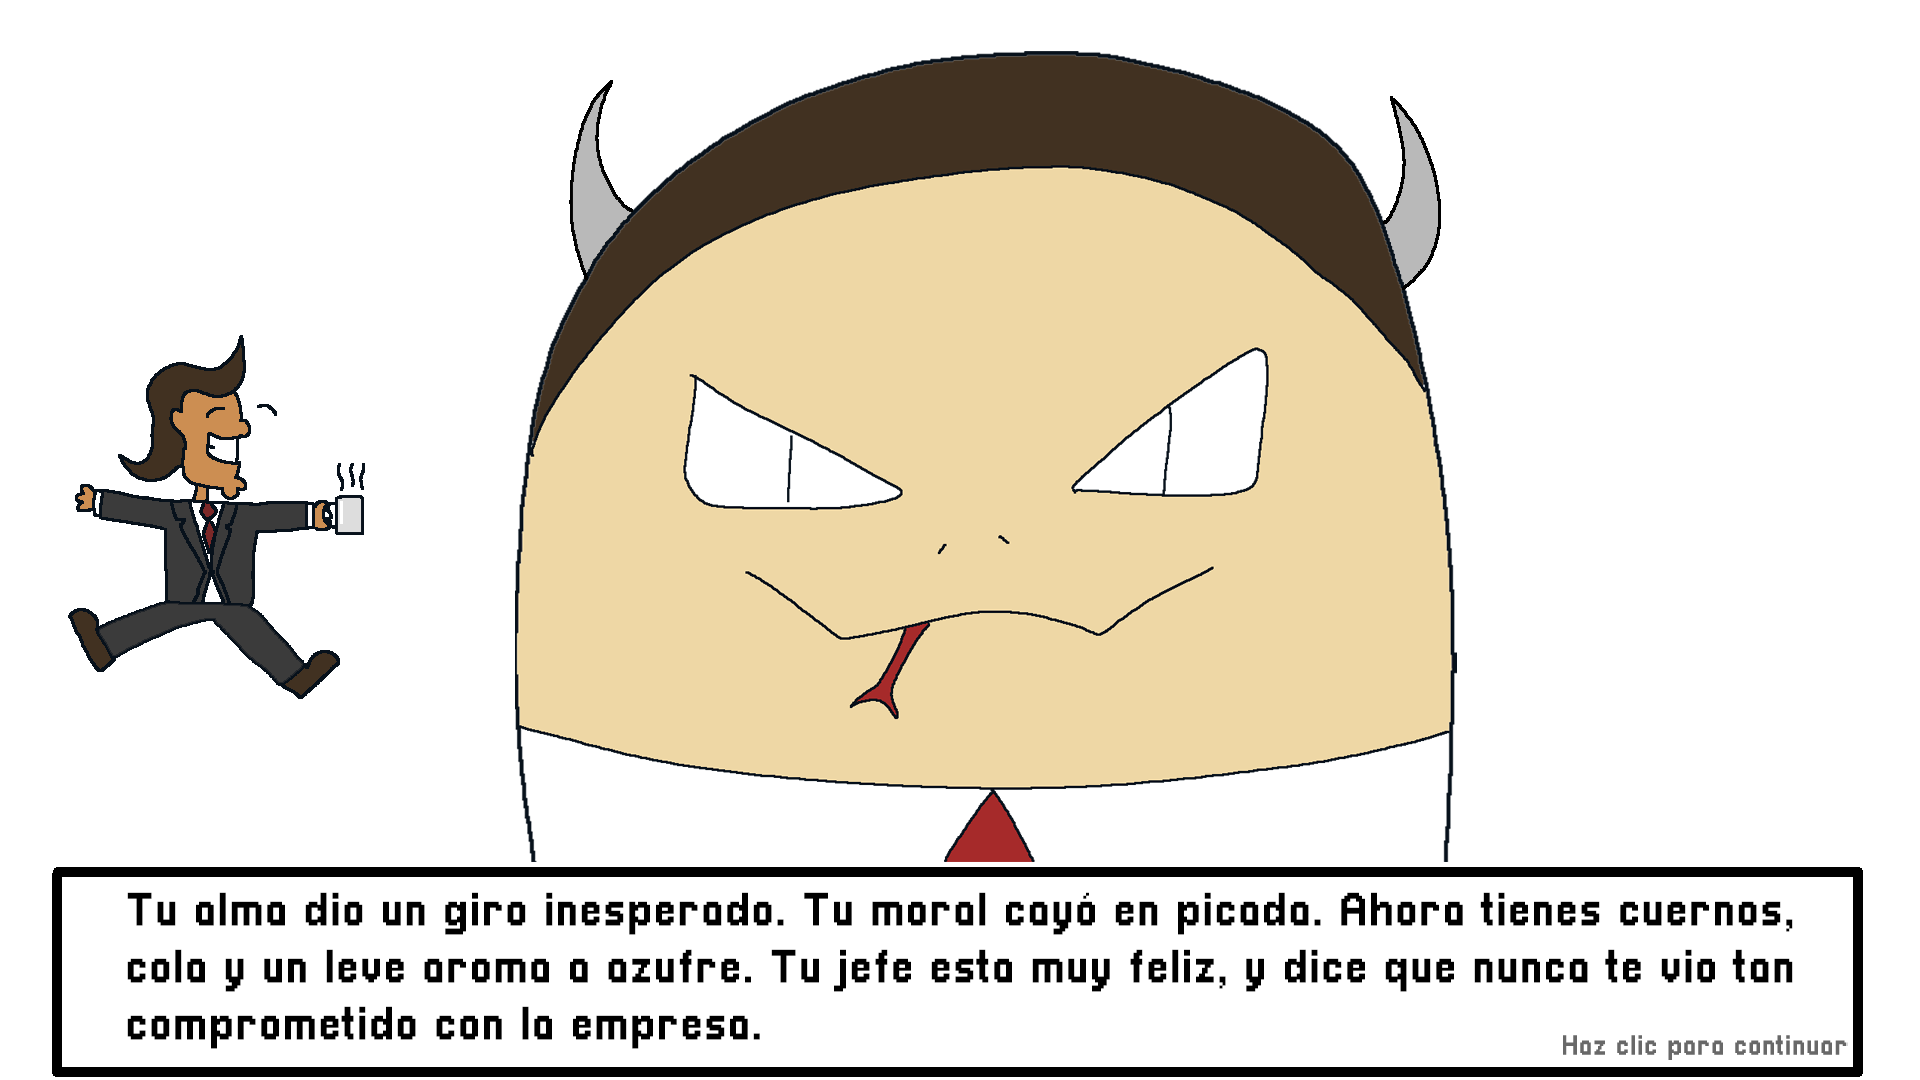 Tu alma dio un giro inesperado. Tu moral cayó en picada. Ahora tienes cuernos,
cola y un leve aroma a azufre. Tu jefe esta muy feliz, y dice que nunca te vio tan
comprometido con la empresa.
Haz clic para continuar